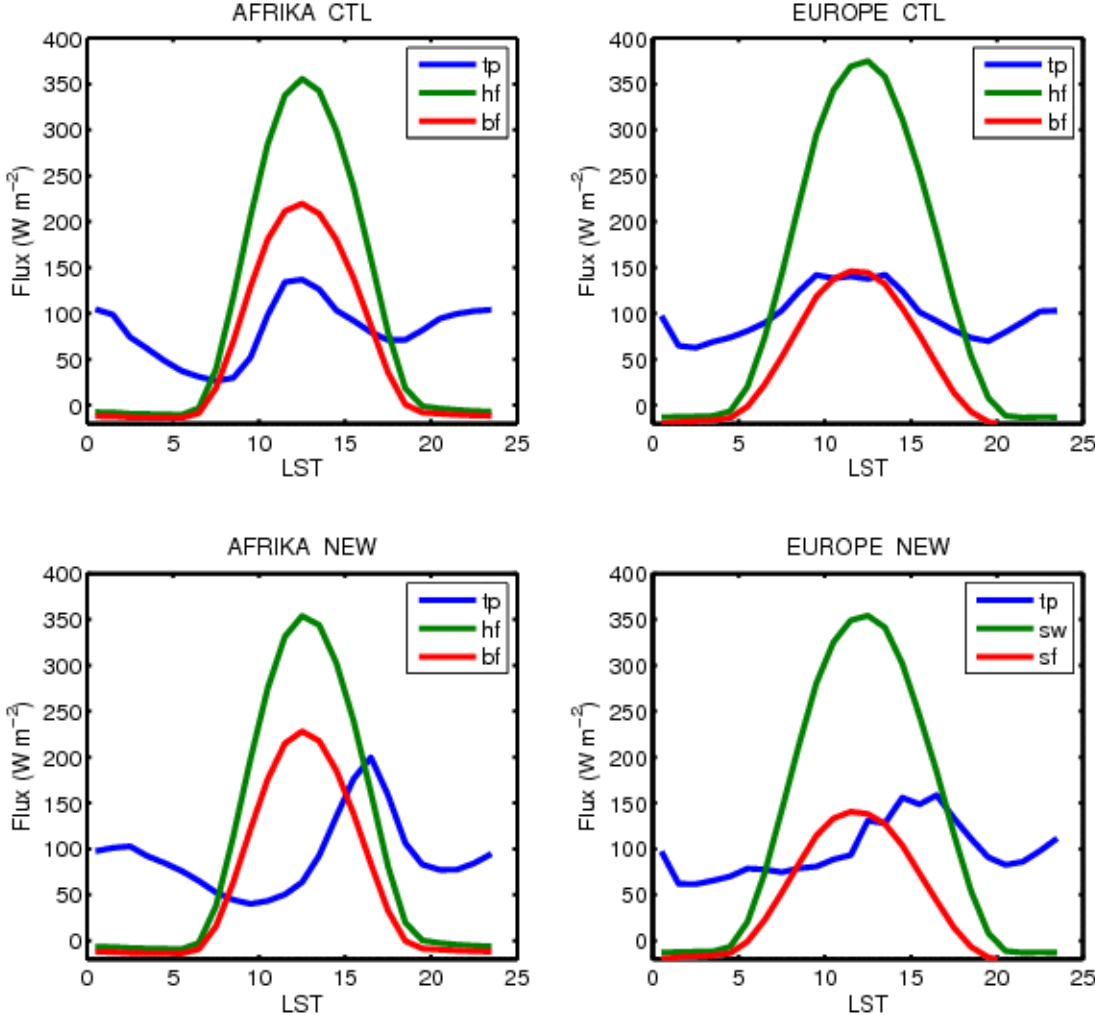 AFRIKA CTL
400
350
300
250
200
150
100
50
0
Flux (W m⁻²)
tp
hf
bf
0 5 10 15 20 25
LST
EUROPE CTL
400
350
300
250
200
150
100
50
0
Flux (W m⁻²)
tp
hf
bf
0 5 10 15 20 25
LST
AFRIKA NEW
400
350
300
250
200
150
100
50
0
Flux (W m⁻²)
tp
hf
bf
0 5 10 15 20 25
LST
EUROPE NEW
400
350
300
250
200
150
100
50
0
Flux (W m⁻²)
tp
sw
sf
0 5 10 15 20 25
LST